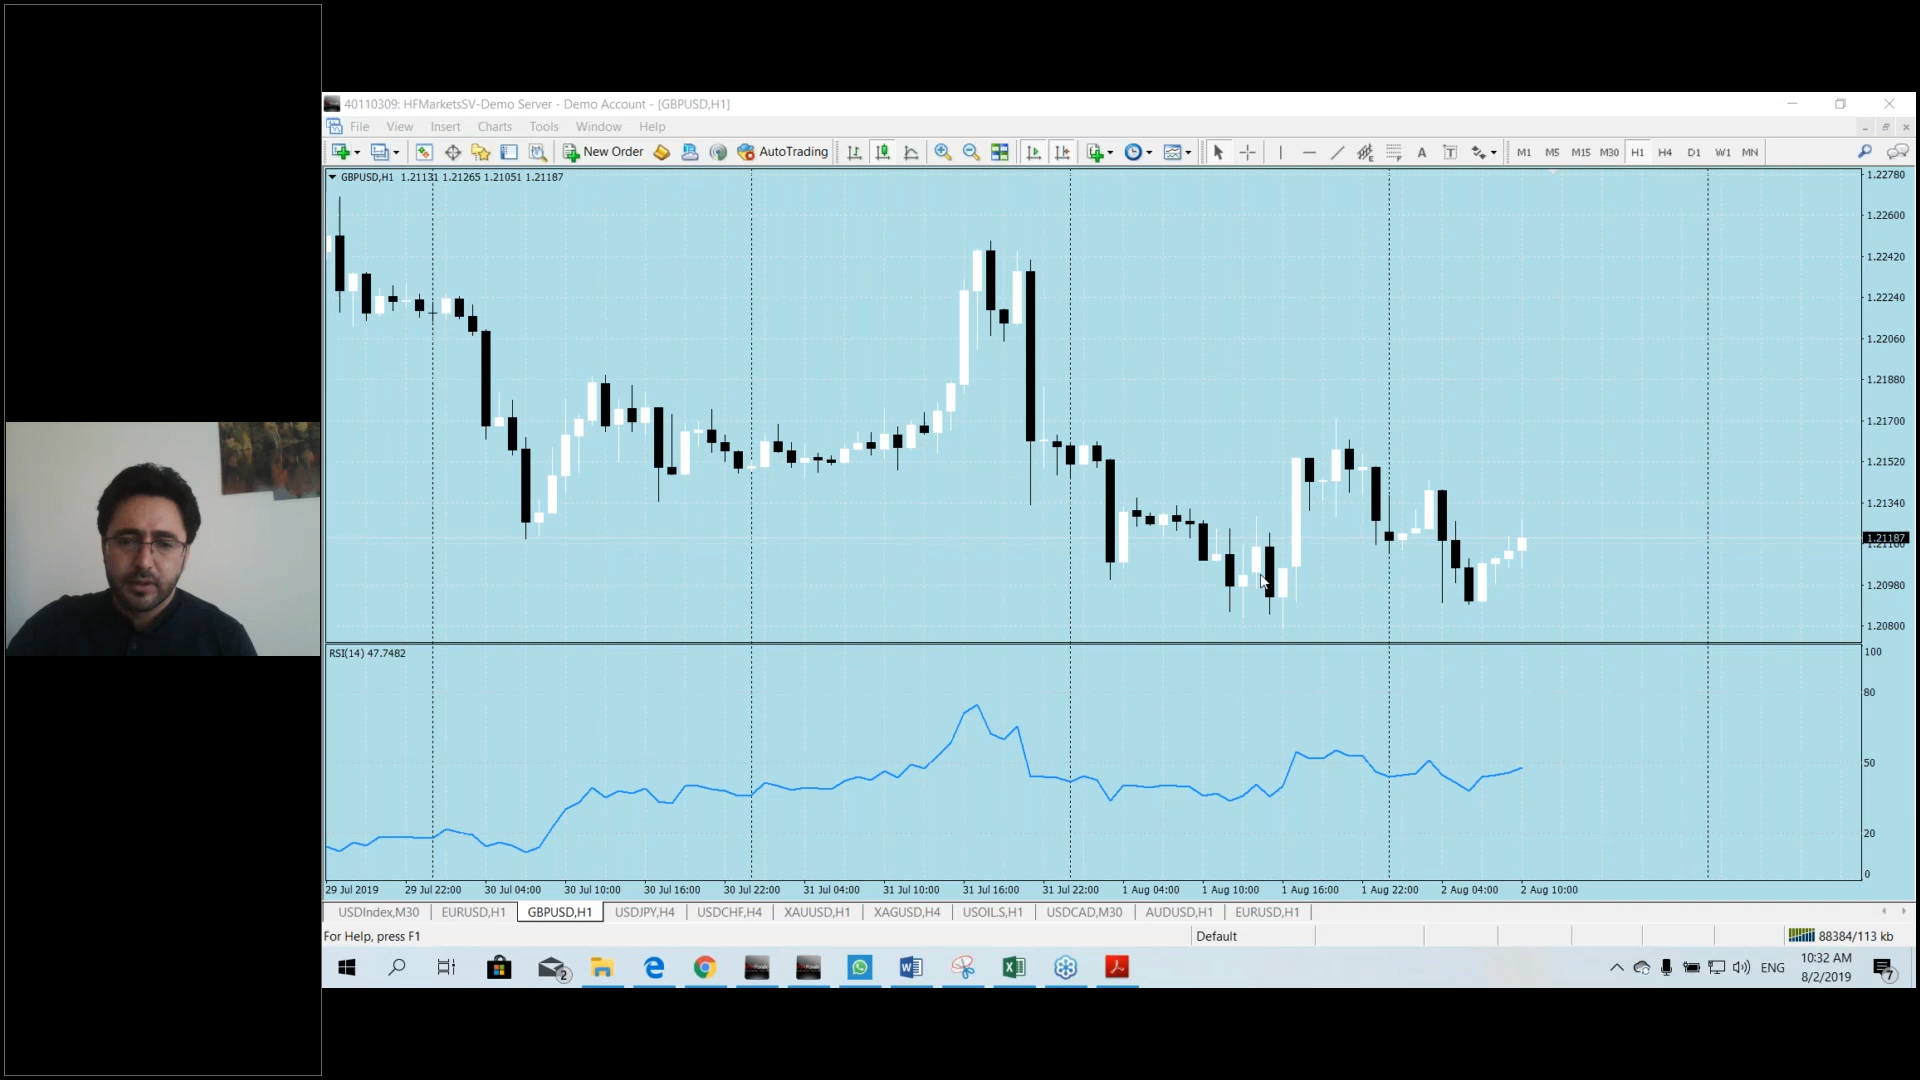 40110309: HFMarketsSV-Demo Server - Demo Account - [GBPUSD,H1]
File View Insert Charts Tools Window Help
New Order AutoTrading A T M1 M5 M15 M30 H1 H4 D1 W1 MN
GBPUSD,H1 1.21131 1.21265 1.21051 1.21187
1.22780
1.22600
1.22420
1.22240
1.22060
1.21880
1.21700
1.21520
1.21340
1.21187
1.20980
1.20800
RSI(14) 47.7482
100
80
50
20
0
29 Jul 2019 29 Jul 22:00 30 Jul 04:00 30 Jul 10:00 30 Jul 16:00 30 Jul 22:00 31 Jul 04:00 31 Jul 10:00 31 Jul 16:00 31 Jul 22:00 1 Aug 04:00 1 Aug 10:00 1 Aug 16:00 1 Aug 22:00 2 Aug 04:00 2 Aug 10:00
USDIndex,M30 EURUSD,H1 GBPUSD,H1 USDJPY,H4 USDCHF,H4 XAUUSD,H1 XAGUSD,H4 USOIL.S,H1 USDCAD,M30 AUDUSD,H1 EURUSD,H1
For Help, press F1 Default 88384/113 kb
2 ENG 10:32 AM 7
8/2/2019